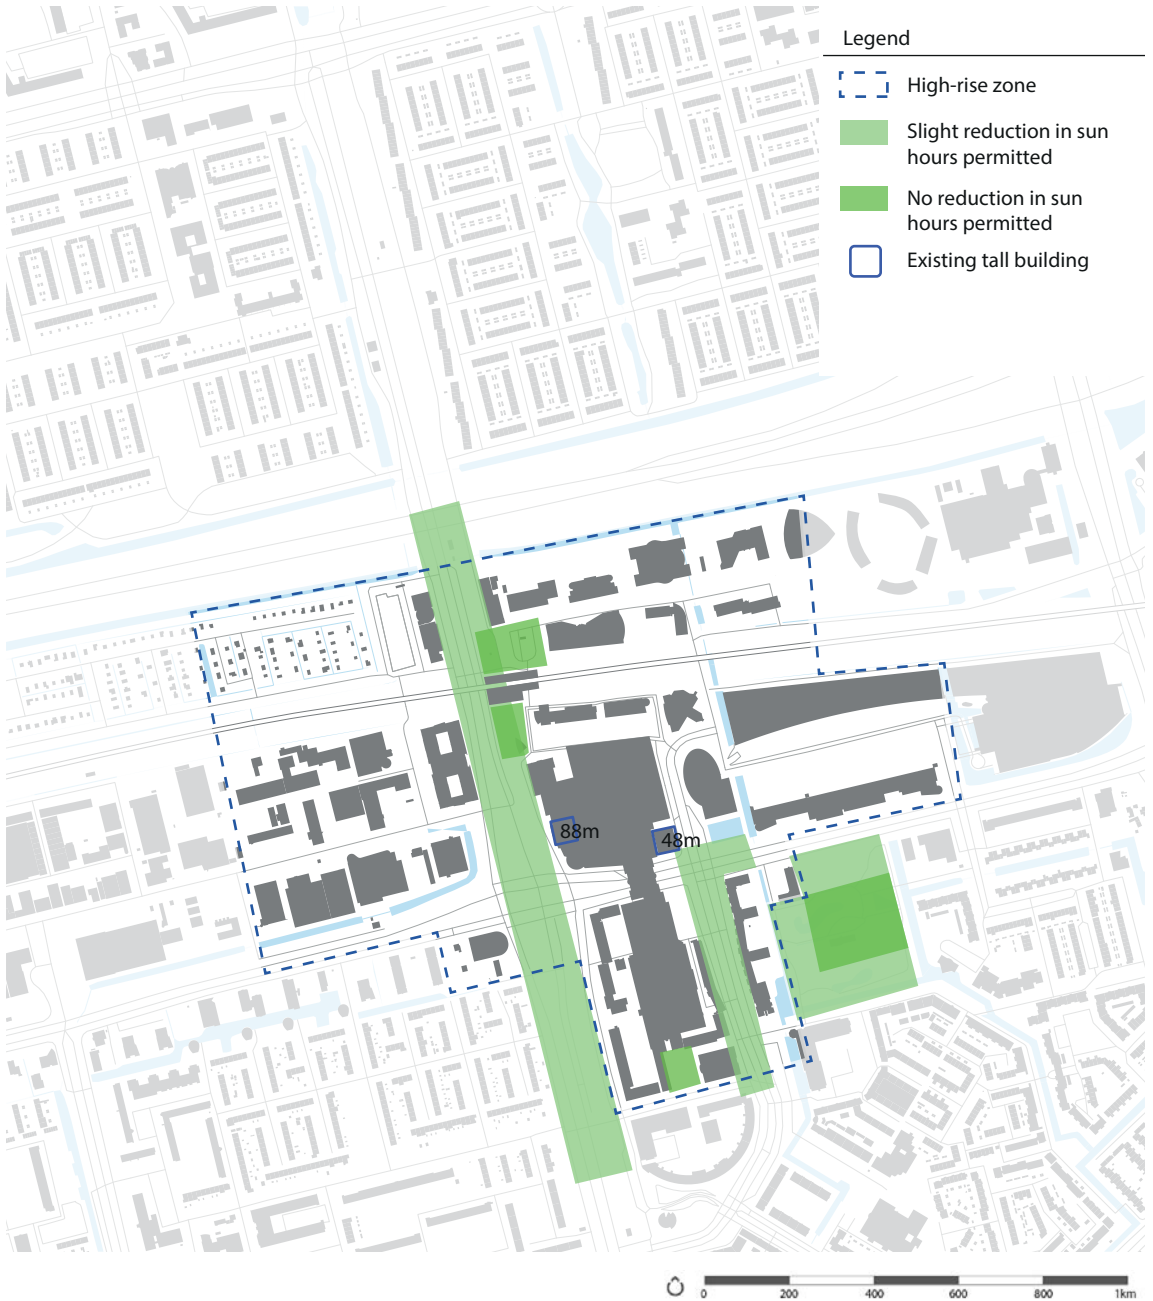 Legend
High-rise zone
Slight reduction in sun
hours permitted
No reduction in sun
hours permitted
Existing tall building
88m
48m
0 200 400 600 800 1km